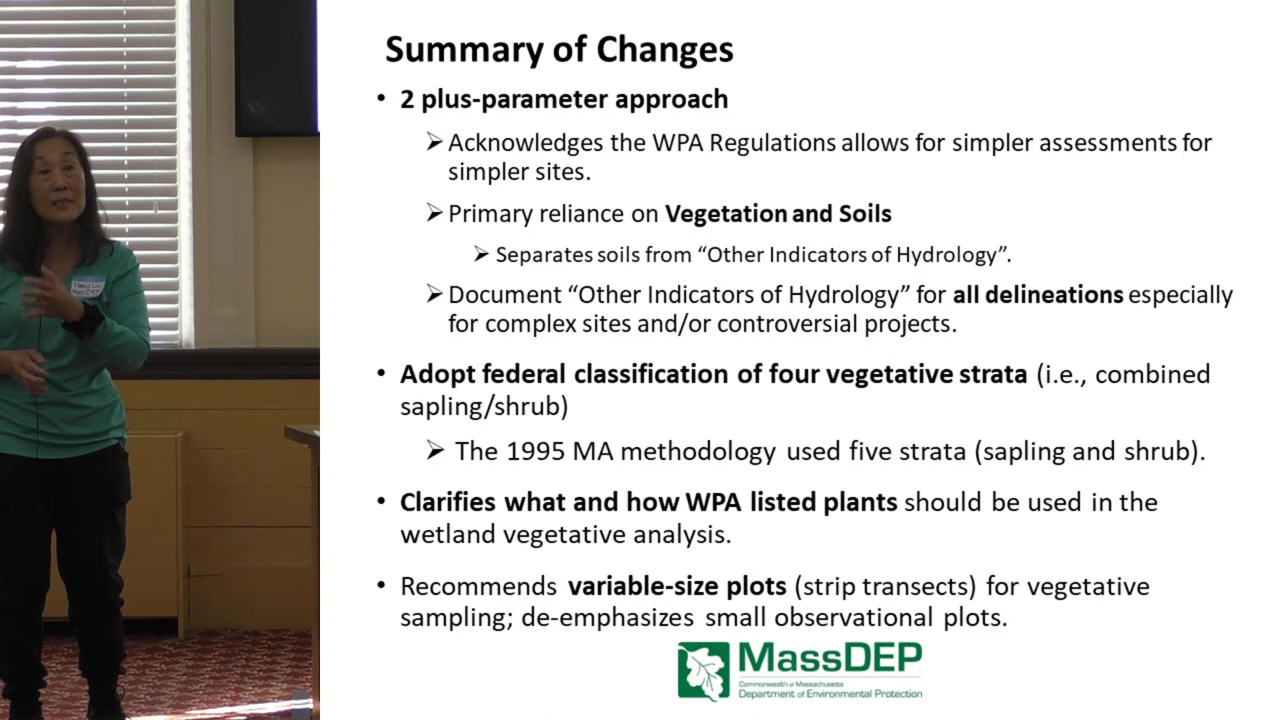 Summary of Changes
• 2 plus-parameter approach
➢ Acknowledges the WPA Regulations allows for simpler assessments for
simpler sites.
➢ Primary reliance on Vegetation and Soils
➢ Separates soils from “Other Indicators of Hydrology”.
➢ Document “Other Indicators of Hydrology” for all delineations especially
for complex sites and/or controversial projects.
• Adopt federal classification of four vegetative strata (i.e., combined
sapling/shrub)
➢ The 1995 MA methodology used five strata (sapling and shrub).
• Clarifies what and how WPA listed plants should be used in the
wetland vegetative analysis.
• Recommends variable-size plots (strip transects) for vegetative
sampling; de-emphasizes small observational plots.
MassDEP
Commonwealth of Massachusetts
Department of Environmental Protection